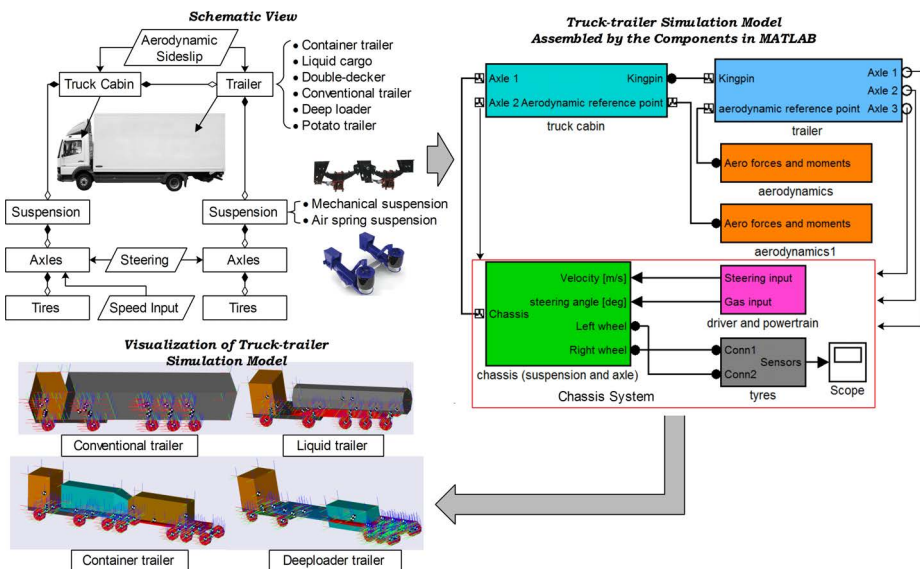 Schematic View
Aerodynamic
Sideslip
Truck Cabin
Trailer
• Container trailer
• Liquid cargo
• Double-decker
• Conventional trailer
• Deep loader
• Potato trailer
Suspension
Suspension
• Mechanical suspension
• Air spring suspension
Axles
Steering
Axles
Tires
Speed Input
Tires
Truck-trailer Simulation Model
Assembled by the Components in MATLAB
Axle 1
Kingpin
Axle 2
Aerodynamic reference point
truck cabin
Kingpin
aerodynamic reference point
Axle 1
Axle 2
Axle 3
trailer
Aero forces and moments
aerodynamics
Aero forces and moments
aerodynamics1
Velocity [m/s]
steering angle [deg]
Chassis
Left wheel
Right wheel
chassis (suspension and axle)
Steering input
Gas input
driver and powertrain
Conn1
Sensors
Conn2
tyres
Scope
Chassis System
Visualization of Truck-trailer
Simulation Model
Conventional trailer
Liquid trailer
Container trailer
Deeploader trailer